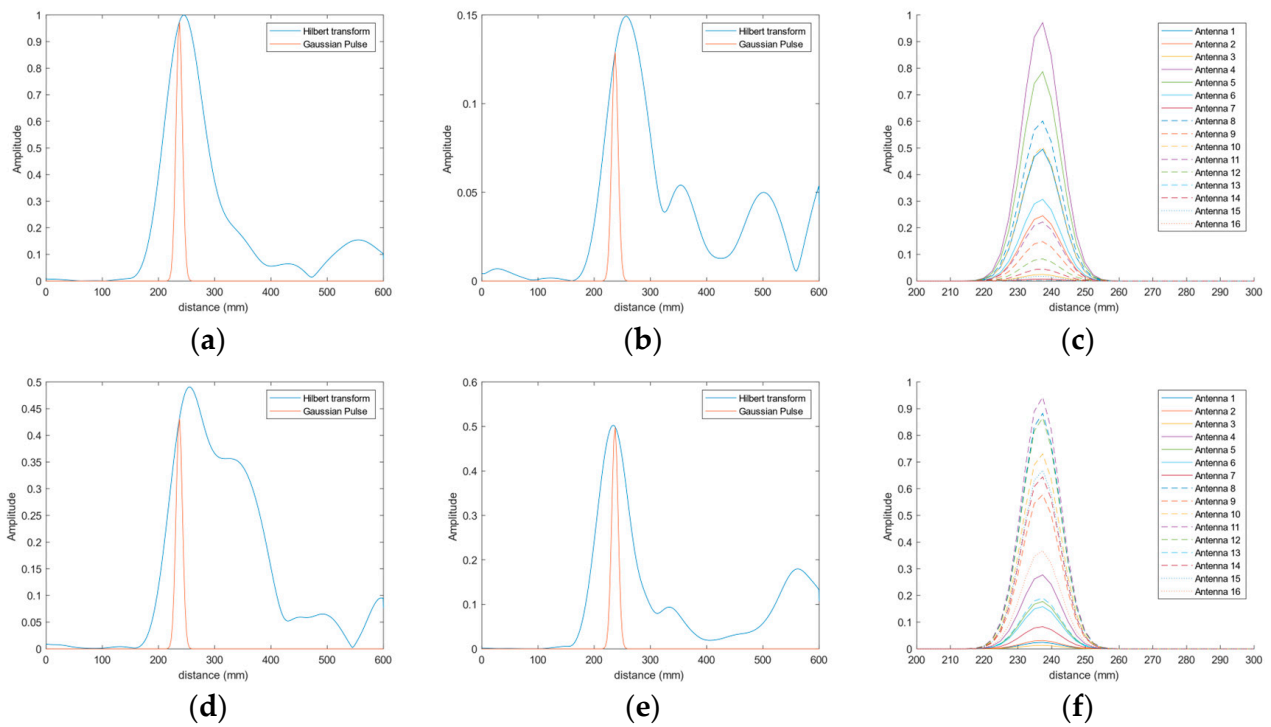 Hilbert transform
Gaussian Pulse
Amplitude
1
0.9
0.8
0.7
0.6
0.5
0.4
0.3
0.2
0.1
0
0 100 200 300 400 500 600
distance (mm)
(a)
Hilbert transform
Gaussian Pulse
Amplitude
0.15
0.1
0.05
0
0 100 200 300 400 500 600
distance (mm)
(b)
Antenna 1
Antenna 2
Antenna 3
Antenna 4
Antenna 5
Antenna 6
Antenna 7
Antenna 8
Antenna 9
Antenna 10
Antenna 11
Antenna 12
Antenna 13
Antenna 14
Antenna 15
Antenna 16
Amplitude
1
0.9
0.8
0.7
0.6
0.5
0.4
0.3
0.2
0.1
0
200 210 220 230 240 250 260 270 280 290 300
distance (mm)
(c)
Hilbert transform
Gaussian Pulse
Amplitude
0.5
0.45
0.4
0.35
0.3
0.25
0.2
0.15
0.1
0.05
0
0 100 200 300 400 500 600
distance (mm)
(d)
Hilbert transform
Gaussian Pulse
Amplitude
0.6
0.5
0.4
0.3
0.2
0.1
0
0 100 200 300 400 500 600
distance (mm)
(e)
Antenna 1
Antenna 2
Antenna 3
Antenna 4
Antenna 5
Antenna 6
Antenna 7
Antenna 8
Antenna 9
Antenna 10
Antenna 11
Antenna 12
Antenna 13
Antenna 14
Antenna 15
Antenna 16
Amplitude
1
0.9
0.8
0.7
0.6
0.5
0.4
0.3
0.2
0.1
0
200 210 220 230 240 250 260 270 280 290 300
distance (mm)
(f)